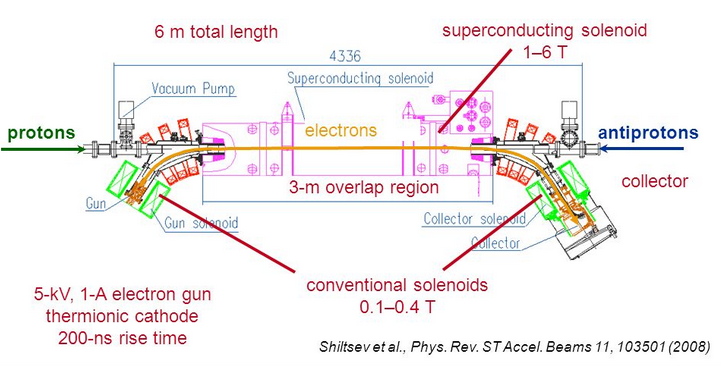 6 m total length
superconducting solenoid
1–6 T
4336
Vacuum Pump
Superconducting solenoid
protons
electrons
antiprotons
3-m overlap region
collector
Gun
Gun solenoid
Collector solenoid
Collector
conventional solenoids
0.1–0.4 T
5-kV, 1-A electron gun
thermionic cathode
200-ns rise time
Shiltsev et al., Phys. Rev. ST Accel. Beams 11, 103501 (2008)